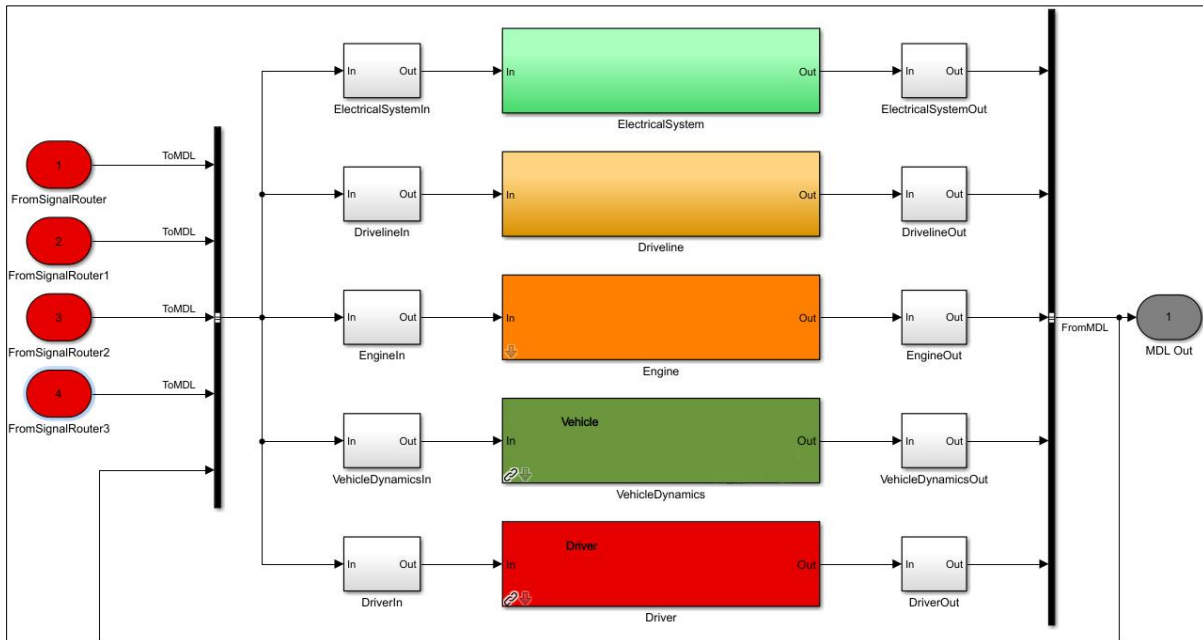 In Out
ElectricalSystemIn
In Out
ElectricalSystem
In Out
ElectricalSystemOut
1
FromSignalRouter
ToMDL
2
FromSignalRouter1
ToMDL
3
FromSignalRouter2
ToMDL
4
FromSignalRouter3
ToMDL
In Out
DrivelineIn
In Out
Driveline
In Out
DrivelineOut
In Out
EngineIn
In Out
Engine
In Out
EngineOut
In Out
VehicleDynamicsIn
Vehicle
In Out
VehicleDynamics
In Out
VehicleDynamicsOut
In Out
DriverIn
Driver
In Out
Driver
In Out
DriverOut
FromMDL
1
MDL Out